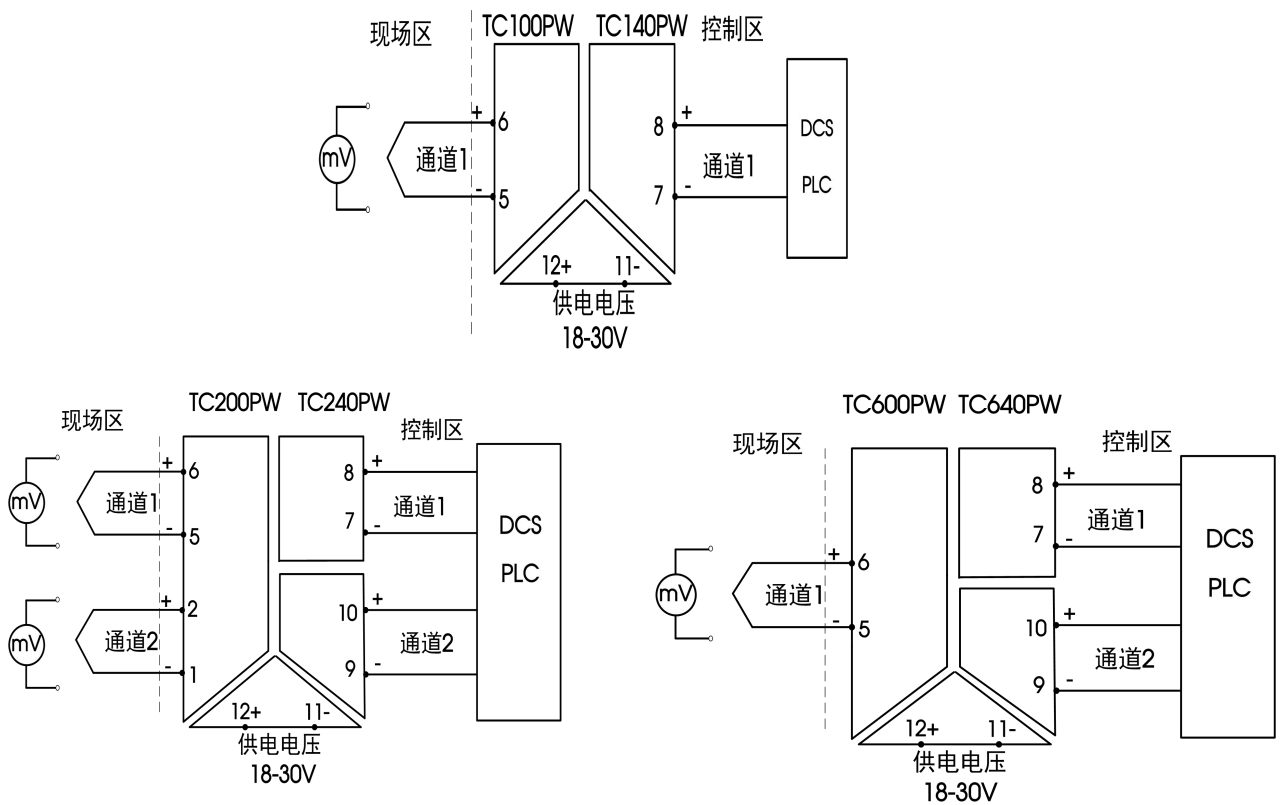 现场区 TC100PW TC140PW 控制区
+ 6
通道1
- 5
mV
8 +
通道1
7 -
DCS
PLC
12+ 11-
供电电压
18-30V
现场区 TC200PW TC240PW 控制区
mV
+ 6
通道1
- 5
mV
+ 2
通道2
- 1
8 +
通道1
7 -
10 +
通道2
9 -
DCS
PLC
12+ 11-
供电电压
18-30V
现场区 TC600PW TC640PW 控制区
mV
+ 6
通道1
- 5
8 +
通道1
7 -
10 +
通道2
9 -
DCS
PLC
12+ 11-
供电电压
18-30V